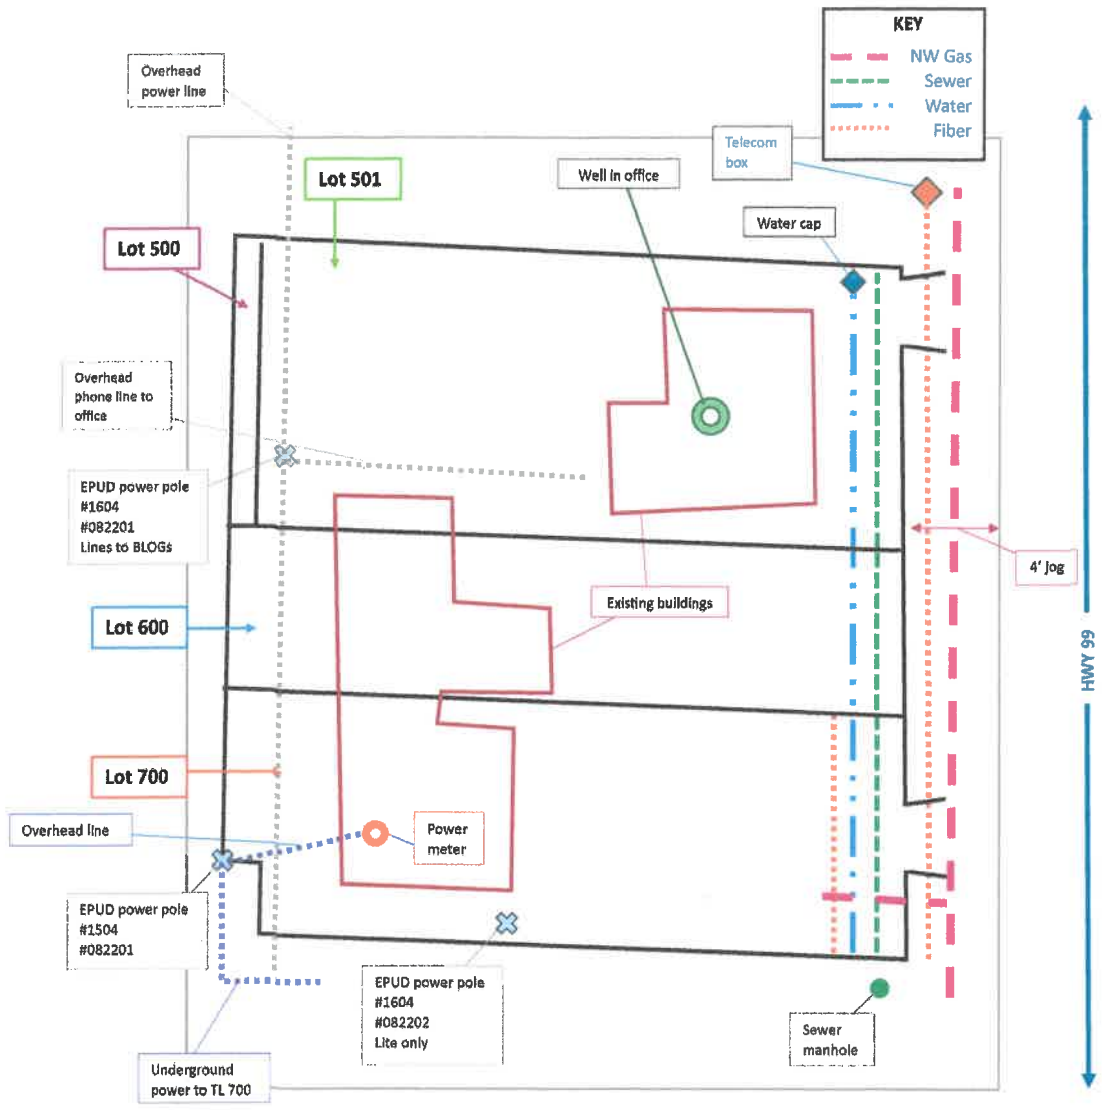 KEY
NW Gas
Sewer
Water
Fiber
Overhead
power line
Telecom
box
Lot 501
Well in office
Water cap
Lot 500
Overhead
phone line to
office
EPUD power pole
#1604
#082201
Lines to BLOGs
4' jog
Existing buildings
Lot 600
HWY 99
Lot 700
Overhead line
Power
meter
EPUD power pole
#1504
#082201
EPUD power pole
#1604
#082202
Lite only
Sewer
manhole
Underground
power to TL 700